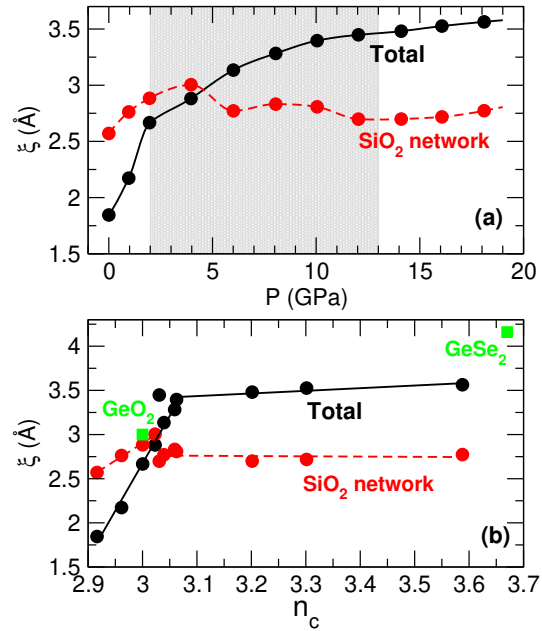 3.5
3
2.5
2
1.5
ξ (Å)
Total
SiO2 network
(a)
0 5 10 15 20
P (GPa)
4
3.5
3
2.5
2
1.5
ξ (Å)
GeSe2
GeO2
Total
SiO2 network
(b)
2.9 3 3.1 3.2 3.3 3.4 3.5 3.6 3.7
nc